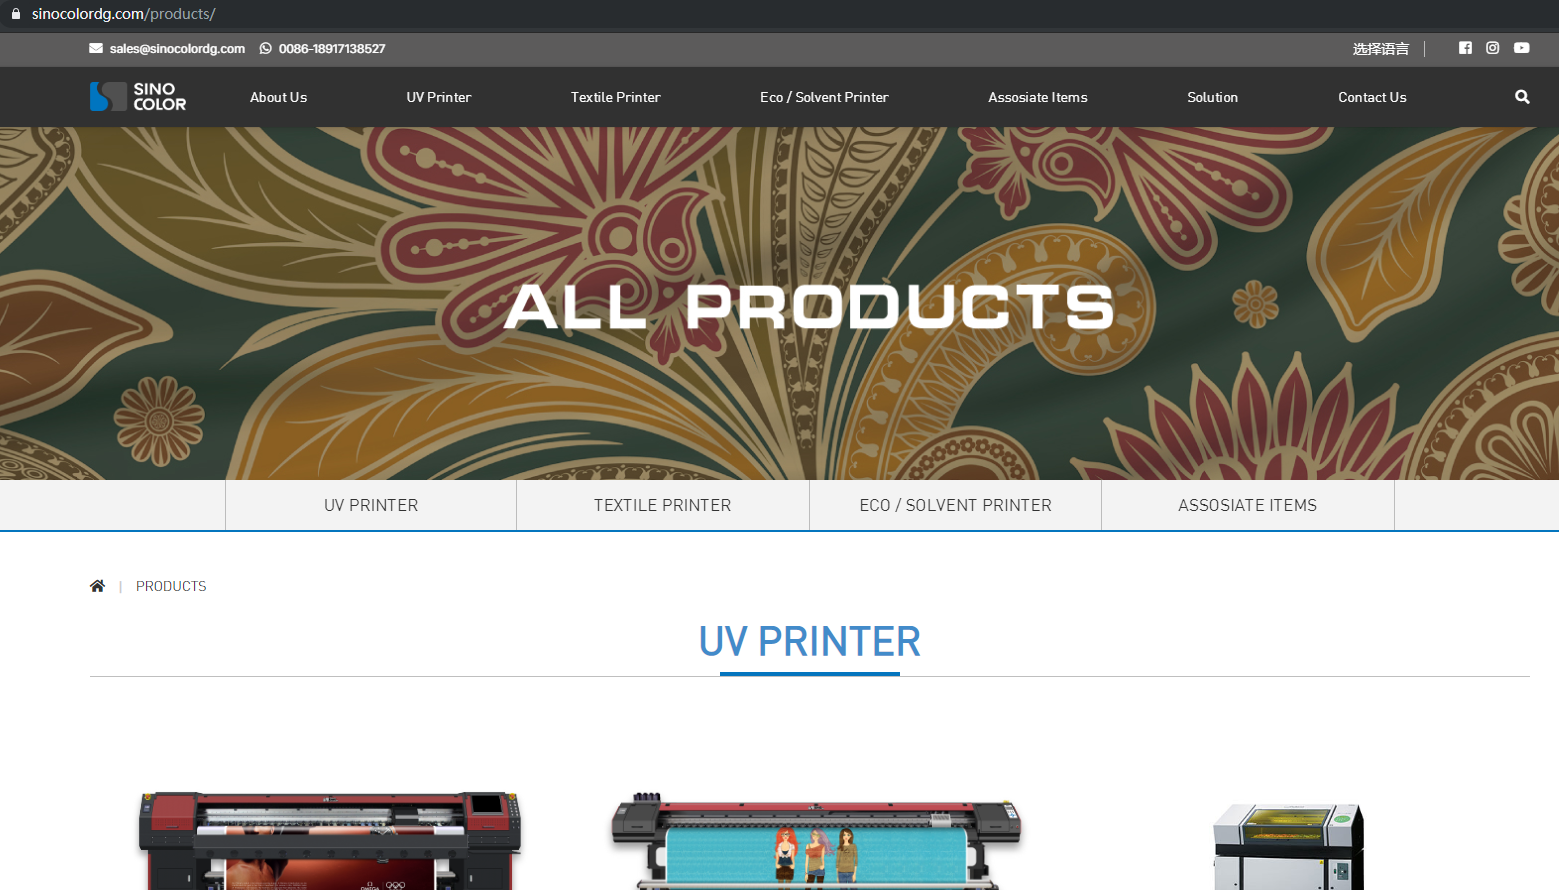 sinocolordg.com/products/
sales@sinocolordg.com 0086-18917138527 选择语言
SINO
COLOR
About Us UV Printer Textile Printer Eco / Solvent Printer Assosiate Items Solution Contact Us
ALL PRODUCTS
UV PRINTER TEXTILE PRINTER ECO / SOLVENT PRINTER ASSOSIATE ITEMS
| PRODUCTS
UV PRINTER